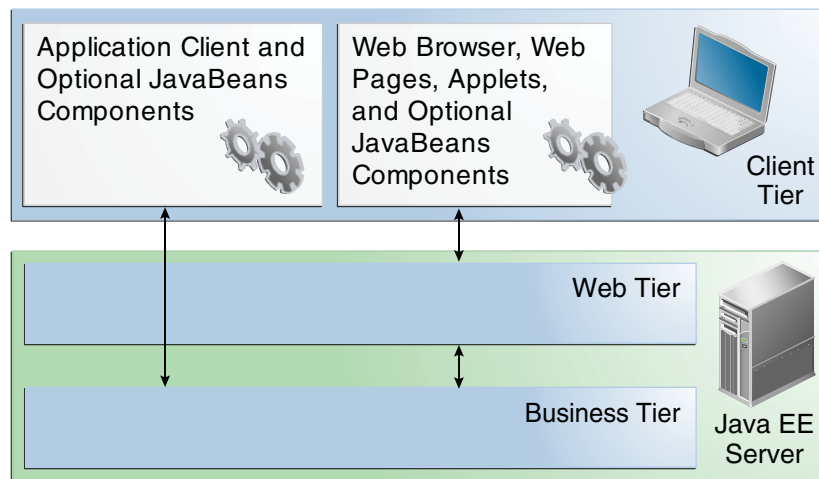 Application Client and
Optional JavaBeans
Components
Web Browser, Web
Pages, Applets,
and Optional
JavaBeans
Components
Client
Tier
Web Tier
Business Tier
Java EE
Server